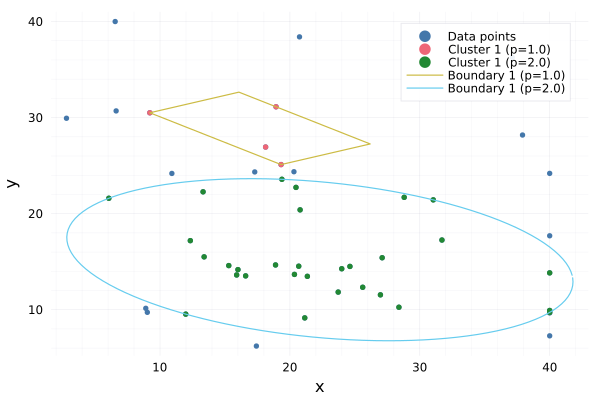 40
30
20
10
y
10
20
30
40
x
Data points
Cluster 1 (p=1.0)
Cluster 1 (p=2.0)
Boundary 1 (p=1.0)
Boundary 1 (p=2.0)